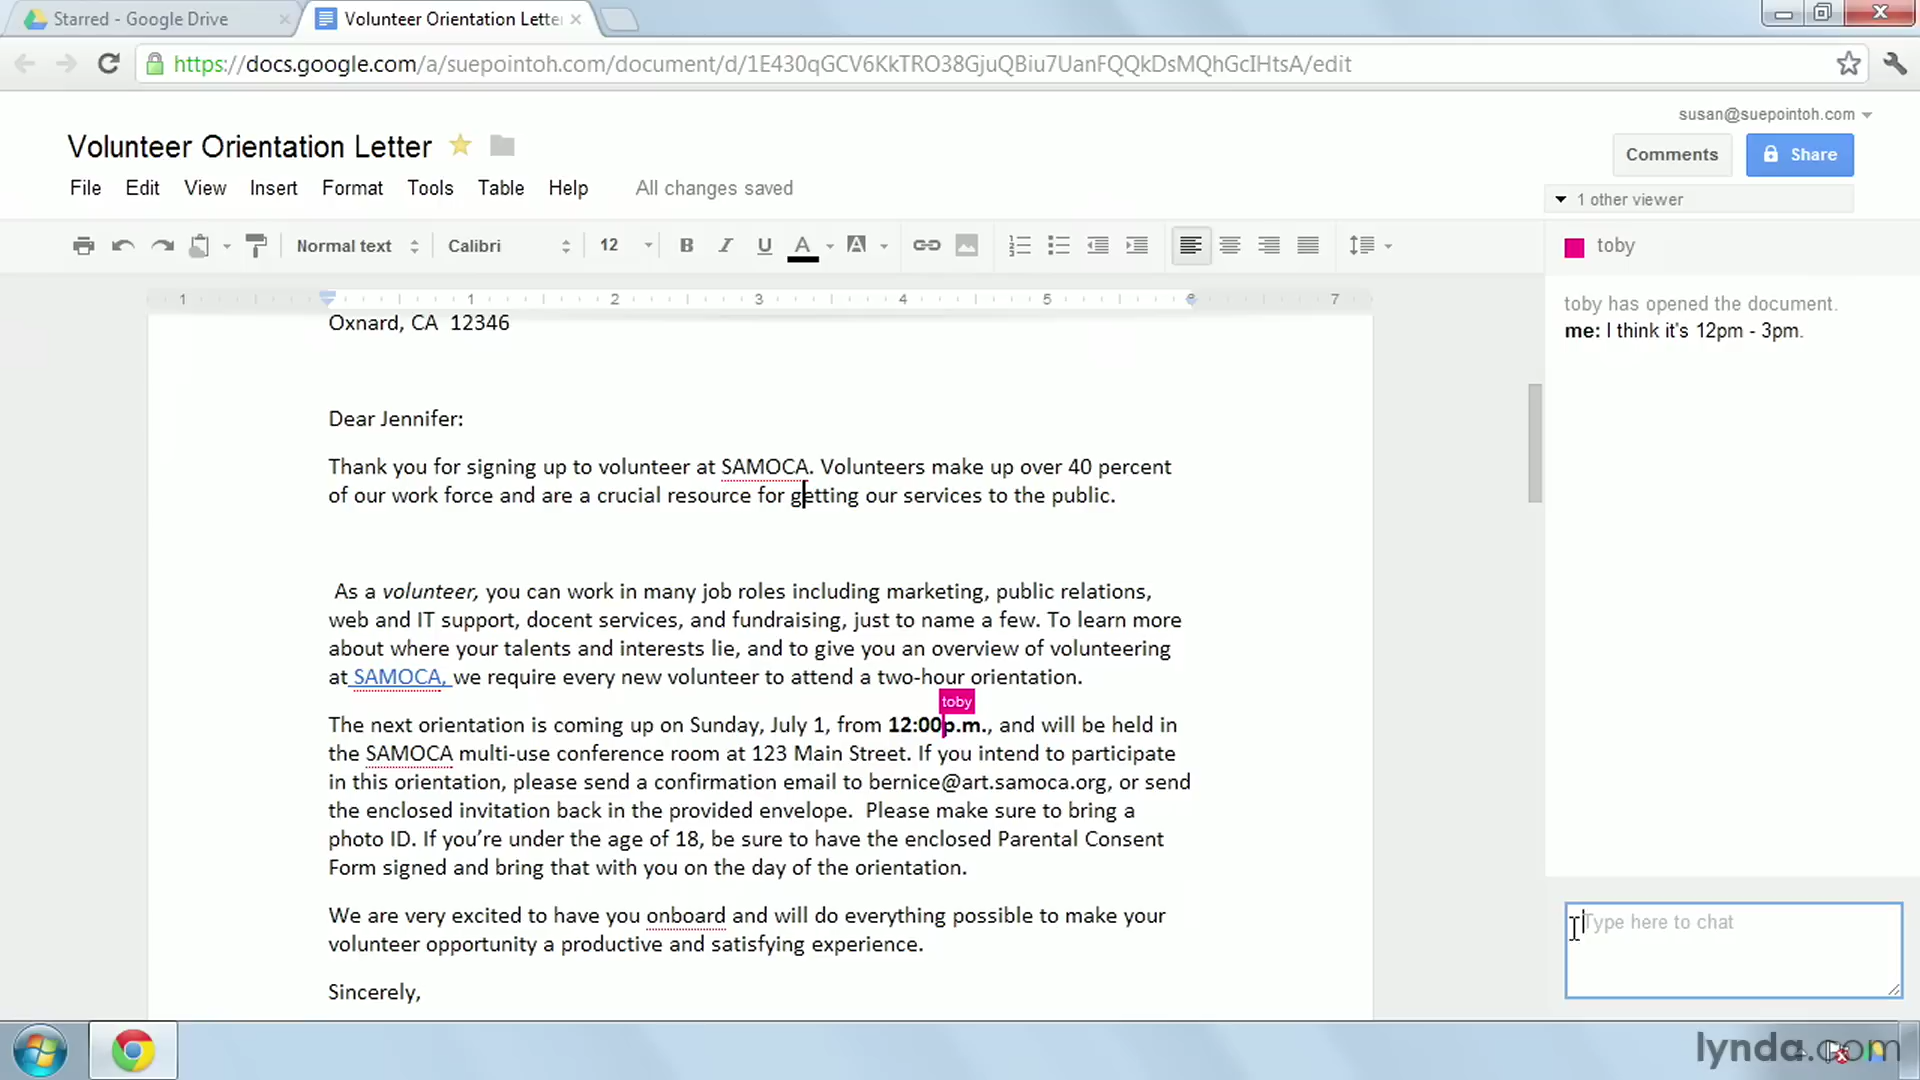 Starred - Google Drive
Volunteer Orientation Lette
https://docs.google.com/a/suepointoh.com/document/d/1E430qGCV6KkTRO38GjuQBiu7UanFQQkDsMQhGcIHtsA/edit
susan@suepointoh.com
Volunteer Orientation Letter
Comments
Share
File Edit View Insert Format Tools Table Help All changes saved
1 other viewer
Normal text Calibri 12 B I U A A
toby
1 1 2 3 4 5 6 7
toby has opened the document.
me: I think it's 12pm - 3pm.
Oxnard, CA  12346
Dear Jennifer:
Thank you for signing up to volunteer at SAMOCA. Volunteers make up over 40 percent
of our work force and are a crucial resource for getting our services to the public.
As a volunteer, you can work in many job roles including marketing, public relations,
web and IT support, docent services, and fundraising, just to name a few. To learn more
about where your talents and interests lie, and to give you an overview of volunteering
at SAMOCA, we require every new volunteer to attend a two-hour orientation.
toby
The next orientation is coming up on Sunday, July 1, from 12:00p.m., and will be held in
the SAMOCA multi-use conference room at 123 Main Street. If you intend to participate
in this orientation, please send a confirmation email to bernice@art.samoca.org, or send
the enclosed invitation back in the provided envelope.  Please make sure to bring a
photo ID. If you’re under the age of 18, be sure to have the enclosed Parental Consent
Form signed and bring that with you on the day of the orientation.
We are very excited to have you onboard and will do everything possible to make your
volunteer opportunity a productive and satisfying experience.
Sincerely,
Type here to chat
lynda.com